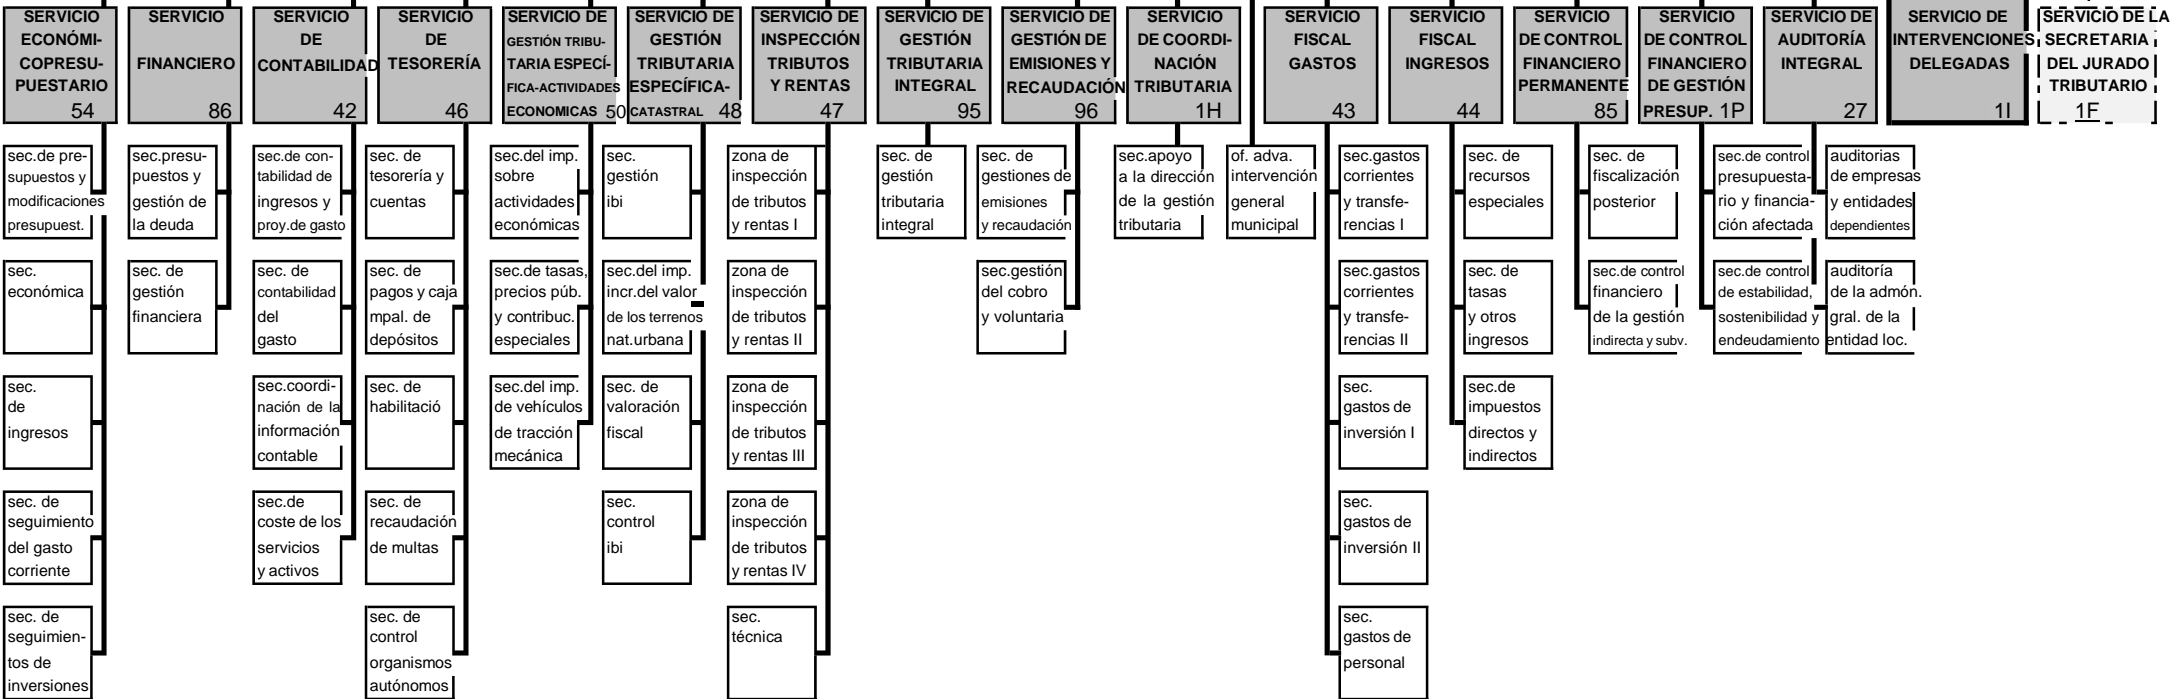 SERVICIO
ECONÓMI-
COPRESU-
PUESTARIO
54
SERVICIO
FINANCIERO
86
SERVICIO
DE
CONTABILIDAD
42
SERVICIO
DE
TESORERÍA
46
SERVICIO DE
GESTIÓN TRIBU-
TARIA ESPECÍ-
FICA-ACTIVIDADES
ECONOMICAS 50
SERVICIO DE
GESTIÓN
TRIBUTARIA
ESPECÍFICA-
CATASTRAL 48
SERVICIO DE
INSPECCIÓN
TRIBUTOS
Y RENTAS
47
SERVICIO DE
GESTIÓN
TRIBUTARIA
INTEGRAL
95
SERVICIO DE
GESTIÓN DE
EMISIONES Y
RECAUDACIÓN
96
SERVICIO
DE COORDI-
NACIÓN
TRIBUTARIA
1H
SERVICIO
FISCAL
GASTOS
43
SERVICIO
FISCAL
INGRESOS
44
SERVICIO
DE CONTROL
FINANCIERO
PERMANENTE
85
SERVICIO
DE CONTROL
FINANCIERO
DE GESTIÓN
PRESUP. 1P
SERVICIO DE
AUDITORÍA
INTEGRAL
27
SERVICIO DE
INTERVENCIONES
DELEGADAS
1I
SERVICIO DE LA
SECRETARIA
DEL JURADO
TRIBUTARIO
1F
sec.de pre-
supuestos y
modificaciones
presupuest.
sec.presu-
puestos y
gestión de
la deuda
sec.de con-
tabilidad de
ingresos y
proy.de gasto
sec. de
tesorería y
cuentas
sec.del imp.
sobre
actividades
económicas
sec.
gestión
ibi
zona de
inspección
de tributos
y rentas I
sec. de
gestión
tributaria
integral
sec. de
gestiones de
emisiones
y recaudación
sec.apoyo
a la dirección
de la gestión
tributaria
of. adva.
intervención
general
municipal
sec.gastos
corrientes
y transfe-
rencias I
sec. de
recursos
especiales
sec. de
fiscalización
posterior
sec.de control
presupuesta-
rio y financia-
ción afectada
auditorias
de empresas
y entidades
dependientes
sec.
económica
sec. de
gestión
financiera
sec. de
contabilidad
del
gasto
sec. de
pagos y caja
mpal. de
depósitos
sec.de tasas,
precios púb.
y contribuc.
especiales
sec.del imp.
incr.del valor
de los terrenos
nat.urbana
zona de
inspección
de tributos
y rentas II
sec.gestión
del cobro
y voluntaria
sec.gastos
corrientes
y transfe-
rencias II
sec. de
tasas
y otros
ingresos
sec.de control
financiero
de la gestión
indirecta y subv.
sec.de control
de estabilidad,
sostenibilidad y
endeudamiento
auditoría
de la admón.
gral. de la
entidad loc.
sec.
de
ingresos
sec.coordi-
nación de la
información
contable
sec. de
habilitació
sec.del imp.
de vehículos
de tracción
mecánica
sec. de
valoración
fiscal
zona de
inspección
de tributos
y rentas III
sec.
gastos de
inversión I
sec.de
impuestos
directos y
indirectos
sec. de
seguimiento
del gasto
corriente
sec.de
coste de los
servicios
y activos
sec. de
recaudación
de multas
sec.
control
ibi
zona de
inspección
de tributos
y rentas IV
sec.
gastos de
inversión II
sec. de
seguimien-
tos de
inversiones
sec. de
control
organismos
autónomos
sec.
técnica
sec.
gastos de
personal